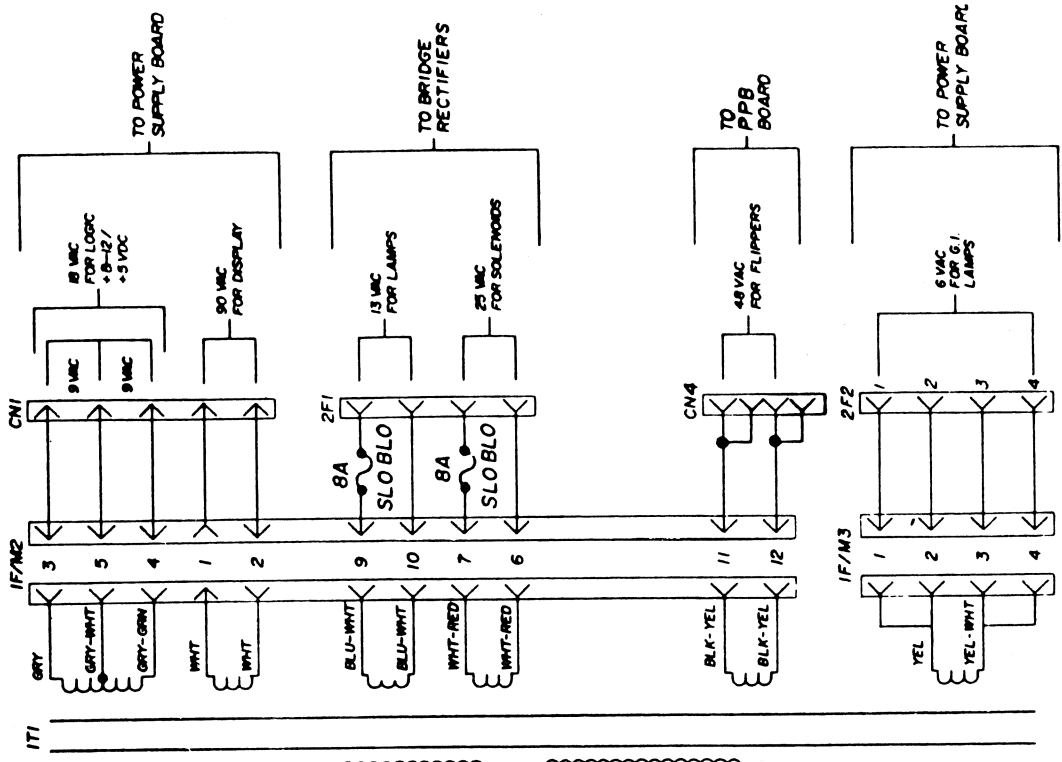 TO POWER
SUPPLY BOARD
18 VAC
FOR LOGIC
+8-12/
+5 VDC
9 VAC
9 VAC
90 VAC
FOR DISPLAY
CN1
1F/M2
3
5
4
1
2
GRY
GRY-WHT
GRY-GRN
WHT
WHT
TO BRIDGE
RECTIFIERS
13 VAC
FOR LAMPS
25 VAC
FOR SOLENOIDS
2F1
8A
SLO BLO
8A
SLO BLO
9
10
7
6
BLU-WHT
BLU-WHT
WHT-RED
WHT-RED
TO
PPB
BOARD
48 VAC
FOR FLIPPERS
CN4
11
12
BLK-YEL
BLK-YEL
TO POWER
SUPPLY BOARD
6 VAC
FOR G.I.
LAMPS
2F2
1
2
3
4
1F/M3
1
2
3
4
YEL
YEL-WHT
1T1